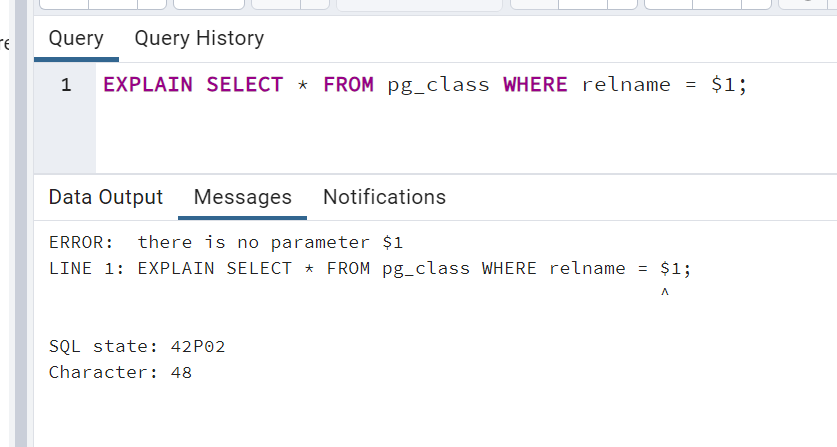 re
Query Query History
1 EXPLAIN SELECT * FROM pg_class WHERE relname = $1;
Data Output Messages Notifications
ERROR:  there is no parameter $1
LINE 1: EXPLAIN SELECT * FROM pg_class WHERE relname = $1;
^
SQL state: 42P02
Character: 48